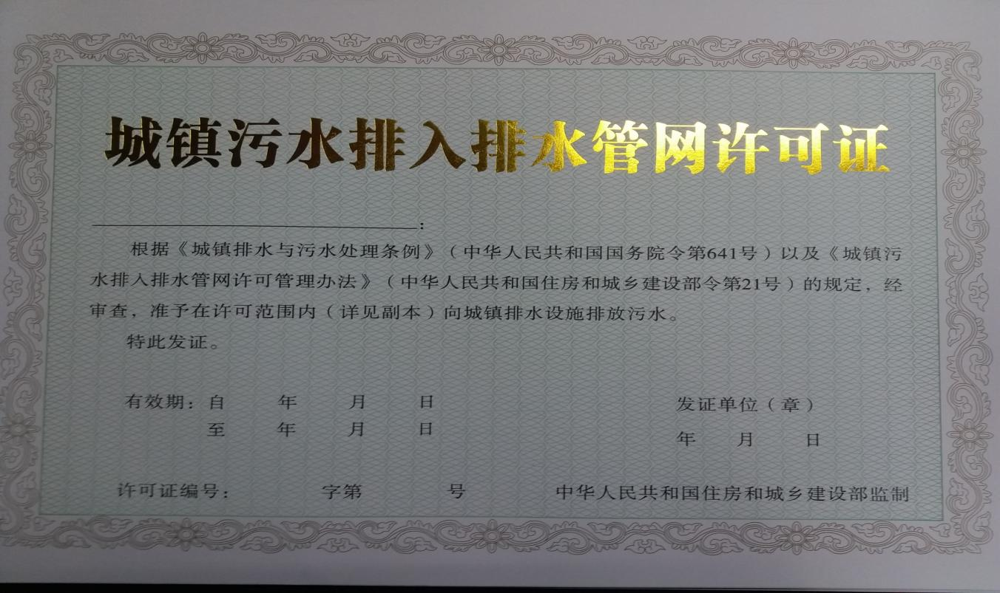 城镇污水排入排水管网许可证
：
根据《城镇排水与污水处理条例》（中华人民共和国国务院令第641号）以及《城镇污
水排入排水管网许可管理办法》（中华人民共和国住房和城乡建设部令第21号）的规定，经
审查，准予在许可范围内（详见副本）向城镇排水设施排放污水。
特此发证。
有效期：自 年 月 日
至 年 月 日
发证单位（章）
年 月 日
许可证编号： 字第 号
中华人民共和国住房和城乡建设部监制